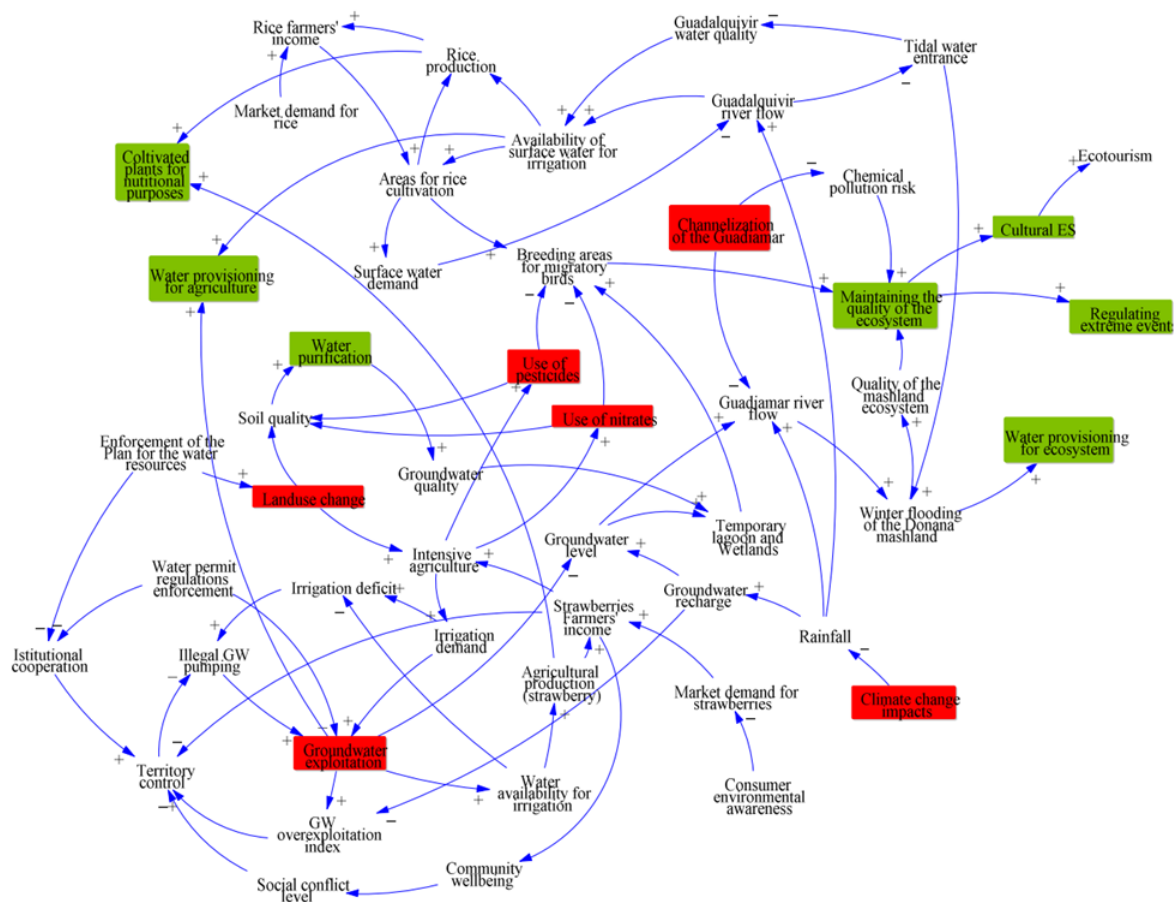 Rice farmers'
income
Guadalquivir
water quality
Tidal water
entrance
Rice
production
Market demand for
rice
Guadalquivir
river flow
Availability of
surface water for
irrigation
Ecotourism
Coltivated
plants for
nutitional
purposes
Areas for rice
cultivation
Chemical
pollution risk
Channelization
of the Guadiamar
Cultural ES
Surface water
demand
Breeding areas
for migratory
birds
Water provisioning
for agriculture
Maintaining the
quality of the
ecosystem
Regulating
extreme events
Water
purification
Use of
pesticides
Quality of the
mashland
ecosystem
Guadiamar river
flow
Soil quality
Use of nitrates
Enforcement of the
Plan for the water
resources
Water provisioning
for ecosystem
Groundwater
quality
Landuse change
Winter flooding
of the Donana
mashland
Temporary
lagoon and
Wetlands
Groundwater
level
Intensive
agriculture
Water permit
regulations
enforcement
Irrigation deficit
Groundwater
recharge
Strawberries
Farmers'
income
Rainfall
Irrigation
demand
Istitutional
cooperation
Illegal GW
pumping
Agricultural
production
(strawberry)
Market demand for
strawberries
Climate change
impacts
Groundwater
exploitation
Territory
control
Water
availability for
irrigation
Consumer
environmental
awareness
GW
overexploitation
index
Community
wellbeing
Social conflict
level